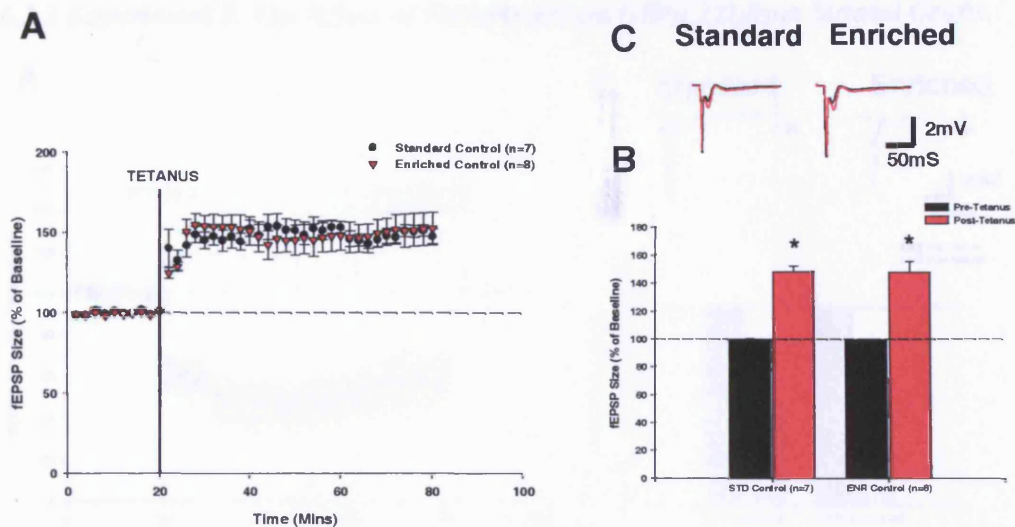 A
C
Standard Enriched
2mV
50mS
Standard Control (n=7)
Enriched Control (n=8)
TETANUS
200
150
100
50
0
fEPSP Size (% of Baseline)
0 20 40 60 80 100
Time (Mins)
B
Pre-Tetanus
Post-Tetanus
180
160
140
120
100
80
60
40
20
0
fEPSP Size (% of Baseline)
* *
STD Control (n=7) ENR Control (n=8)